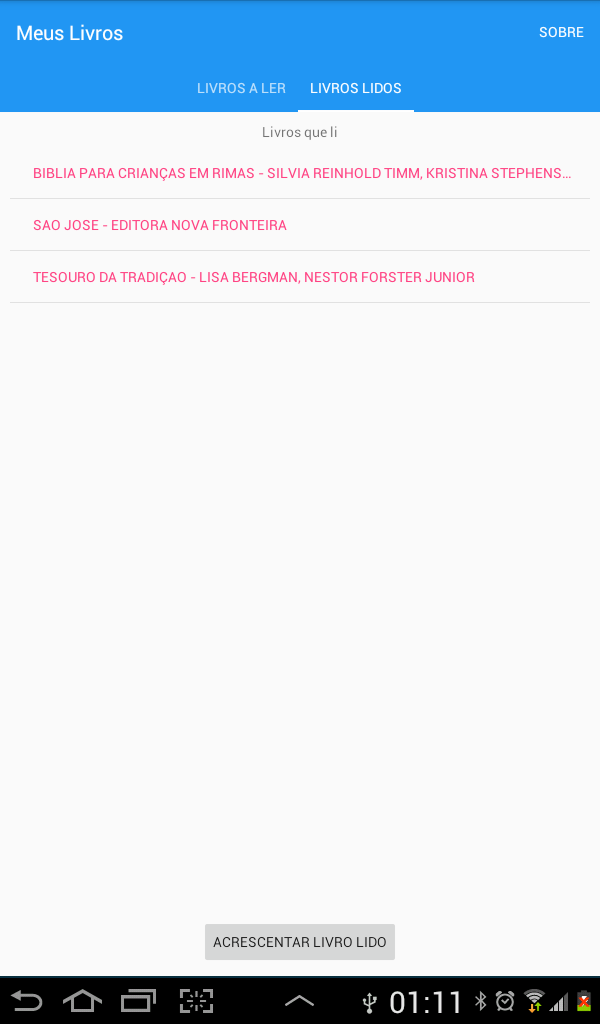 Meus Livros
SOBRE
LIVROS A LER
LIVROS LIDOS
Livros que li
BIBLIA PARA CRIANÇAS EM RIMAS - SILVIA REINHOLD TIMM, KRISTINA STEPHENS...
SAO JOSE - EDITORA NOVA FRONTEIRA
TESOURO DA TRADIÇAO - LISA BERGMAN, NESTOR FORSTER JUNIOR
ACRESCENTAR LIVRO LIDO
01:11